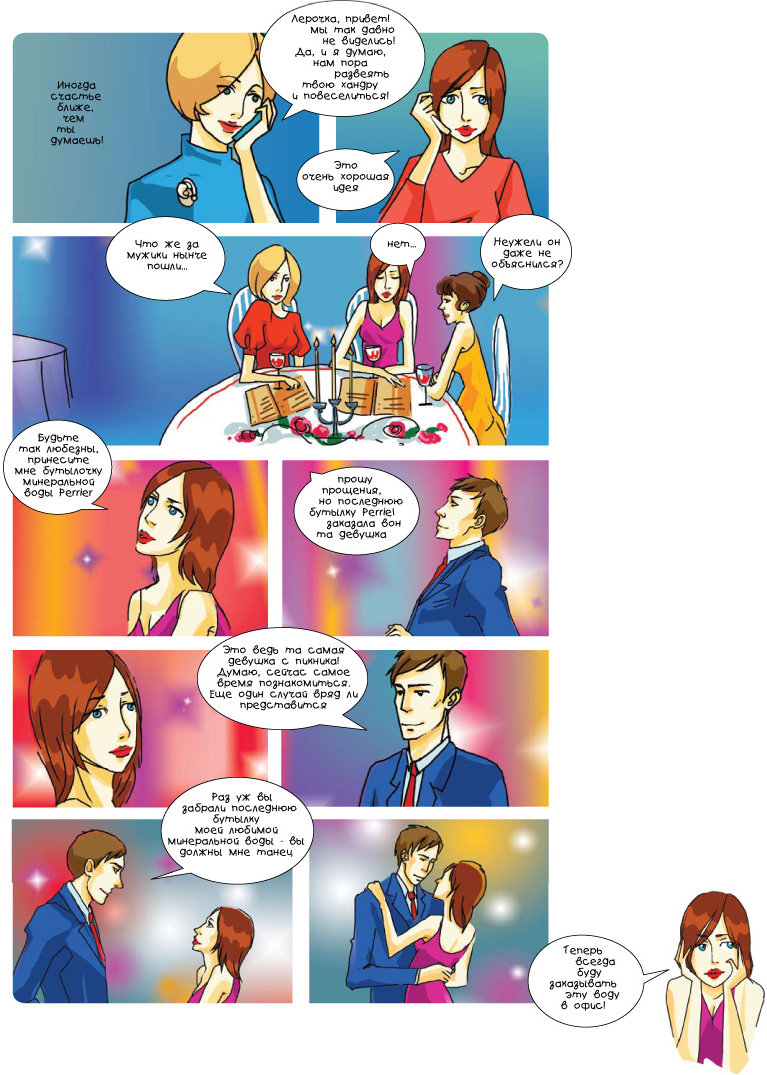 Иногда
счастье
ближе,
чем
ты
думаешь!
Лерочка, привет!
мы так давно
не виделись!
Да, и я думаю,
нам пора
развеять
твою хандру
и повеселиться!
Это
очень хорошая
идея
Что же за
мужики нынче
пошли...
нет...
Неужели он
даже не
объяснился?
Будьте
так любезны,
принесите
мне бутылочку
минеральной
воды Perrier
прошу
прощения,
но последнюю
бутылку Perriel
заказала вон
та девушка
Это ведь та самая
девушка с пикника!
Думаю, сейчас самое
время познакомиться.
Еще один случай вряд ли
представится
Раз уж вы
забрали последнюю
бутылку
моей любимой
минеральной воды - вы
должны мне танец
Теперь
всегда
буду
заказывать
эту воду
в офис!